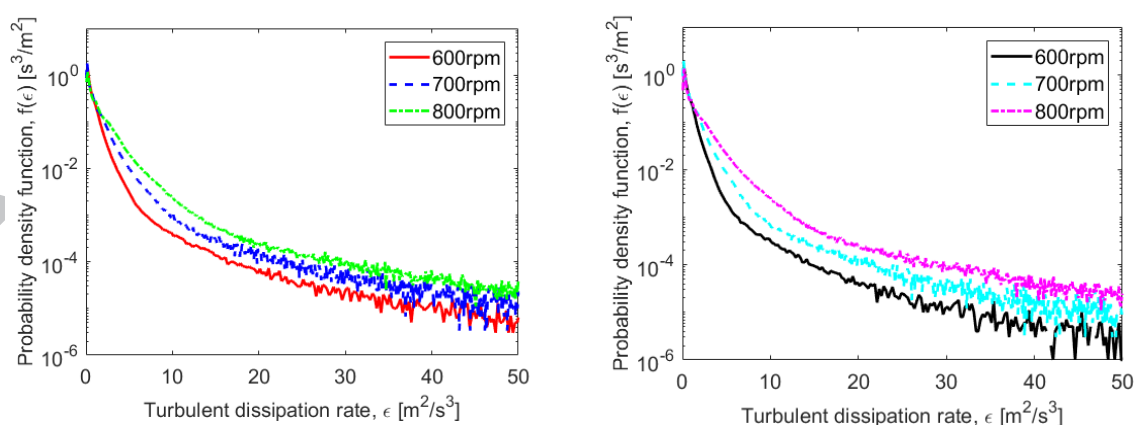 Probability density function, f(ϵ) [s³/m²]
10⁰
10⁻²
10⁻⁴
10⁻⁶
600rpm
700rpm
800rpm
0 10 20 30 40 50
Turbulent dissipation rate, ϵ [m²/s³]
Probability density function, f(ϵ) [s³/m²]
10⁰
10⁻²
10⁻⁴
10⁻⁶
600rpm
700rpm
800rpm
0 10 20 30 40 50
Turbulent dissipation rate, ϵ [m²/s³]